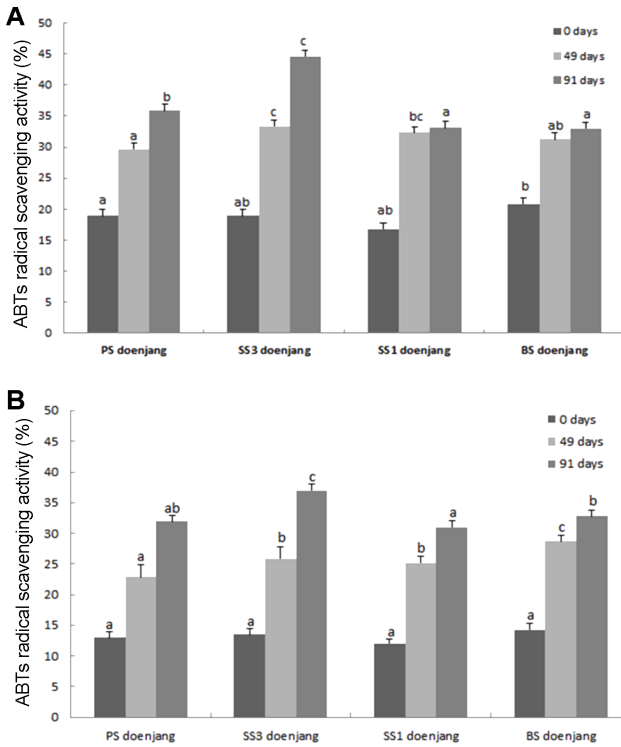 A
ABTs radical scavenging activity (%)
50
45
40
35
30
25
20
15
10
5
0
0 days
49 days
91 days
a
a
b
ab
c
c
ab
bc
a
b
ab
a
PS doenjang
SS3 doenjang
SS1 doenjang
BS doenjang
B
ABTs radical scavenging activity (%)
50
45
40
35
30
25
20
15
10
5
0
0 days
49 days
91 days
a
a
ab
a
b
c
a
b
a
a
c
b
PS doenjang
SS3 doenjang
SS1 doenjang
BS doenjang